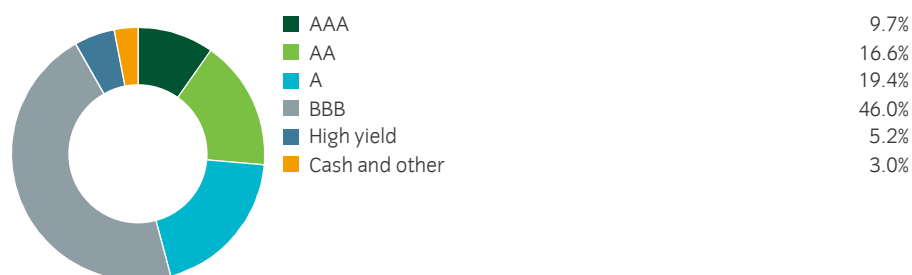 AAA 9.7%
AA 16.6%
A 19.4%
BBB 46.0%
High yield 5.2%
Cash and other 3.0%